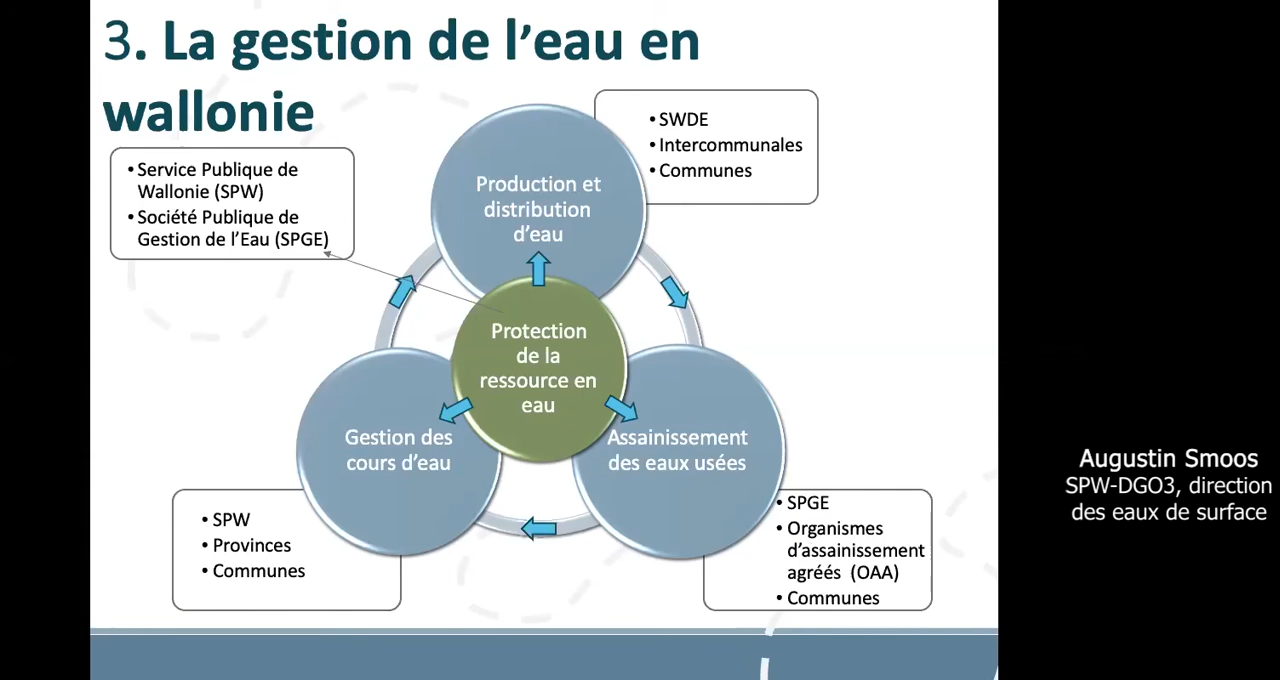 3. La gestion de l’eau en
wallonie
• SWDE
• Intercommunales
• Communes
• Service Publique de
Wallonie (SPW)
• Société Publique de
Gestion de l’Eau (SPGE)
Production et
distribution
d’eau
Protection
de la
ressource en
eau
Gestion des
cours d’eau
Assainissement
des eaux usées
• SPW
• Provinces
• Communes
• SPGE
• Organismes
d’assainissement
agréés (OAA)
• Communes
Augustin Smoos
SPW-DGO3, direction
des eaux de surface